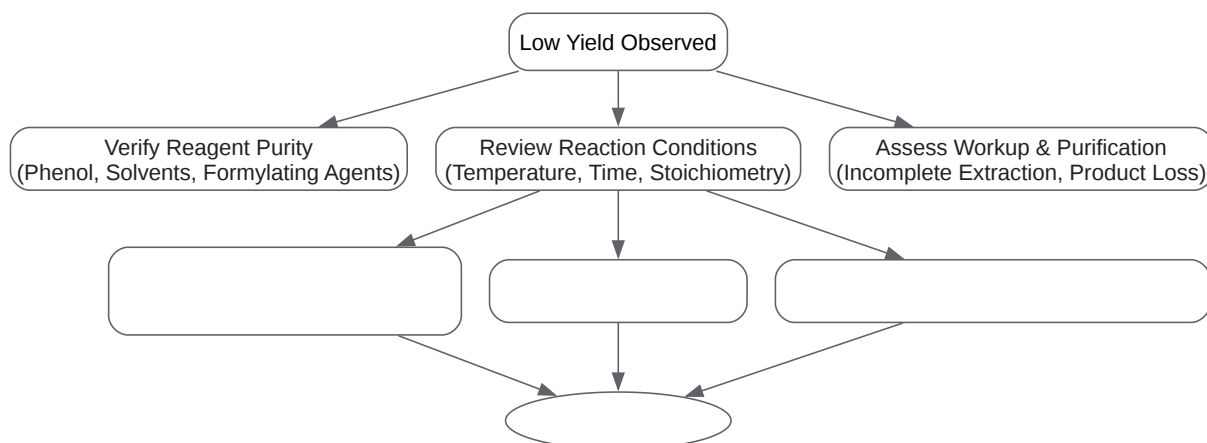 Low Yield Observed
Verify Reagent Purity
(Phenol, Solvents, Formylating Agents)
Review Reaction Conditions
(Temperature, Time, Stoichiometry)
Assess Workup & Purification
(Incomplete Extraction, Product Loss)